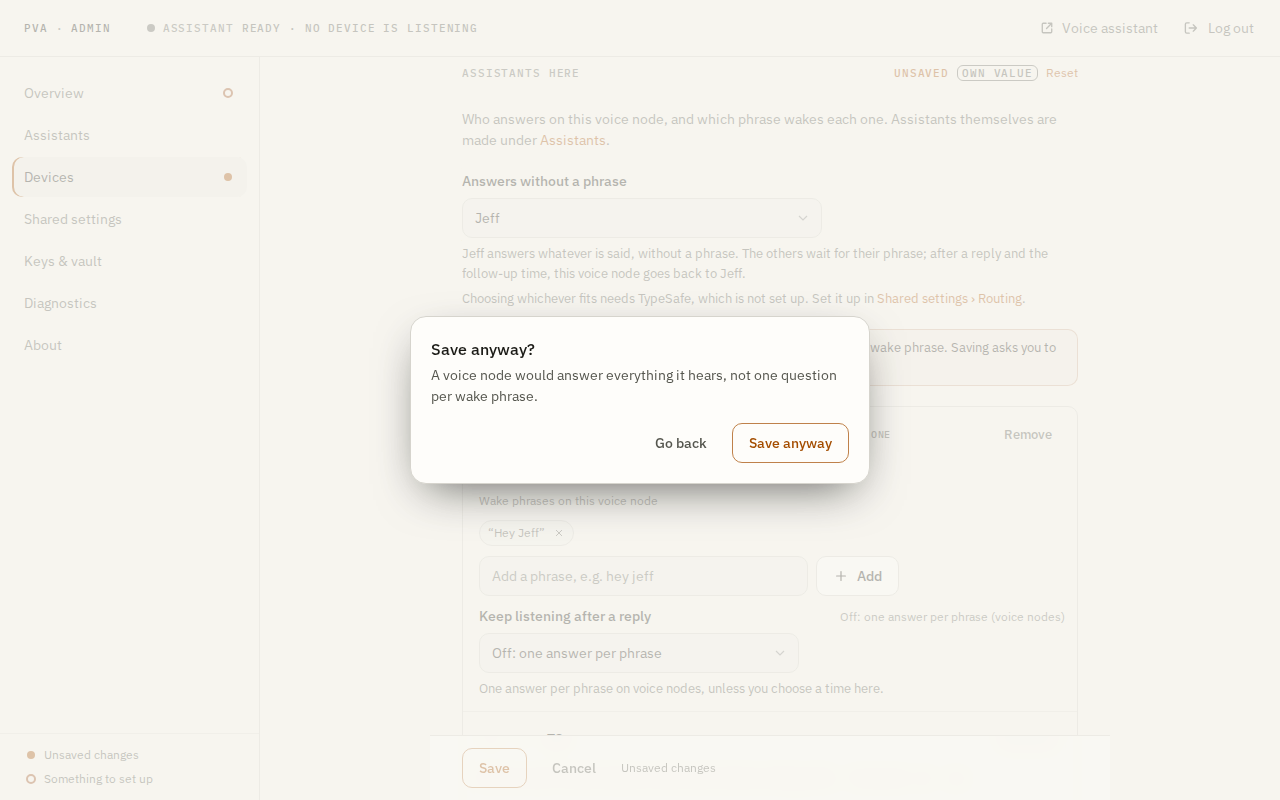 PVA · ADMIN
ASSISTANT READY · NO DEVICE IS LISTENING
Voice assistant
Log out
Overview
Assistants
Devices
Shared settings
Keys & vault
Diagnostics
About
Unsaved changes
Something to set up
ASSISTANTS HERE
UNSAVED OWN VALUE Reset
Who answers on this voice node, and which phrase wakes each one. Assistants themselves are
made under Assistants.
Answers without a phrase
Jeff
Jeff answers whatever is said, without a phrase. The others wait for their phrase; after a reply and the
follow-up time, this voice node goes back to Jeff.
Choosing whichever fits needs TypeSafe, which is not set up. Set it up in Shared settings › Routing.
wake phrase. Saving asks you to
Save anyway?
A voice node would answer everything it hears, not one question
per wake phrase.
Go back
Save anyway
Remove
Wake phrases on this voice node
“Hey Jeff”
Add a phrase, e.g. hey jeff
Add
Keep listening after a reply
Off: one answer per phrase (voice nodes)
Off: one answer per phrase
One answer per phrase on voice nodes, unless you choose a time here.
Save
Cancel
Unsaved changes